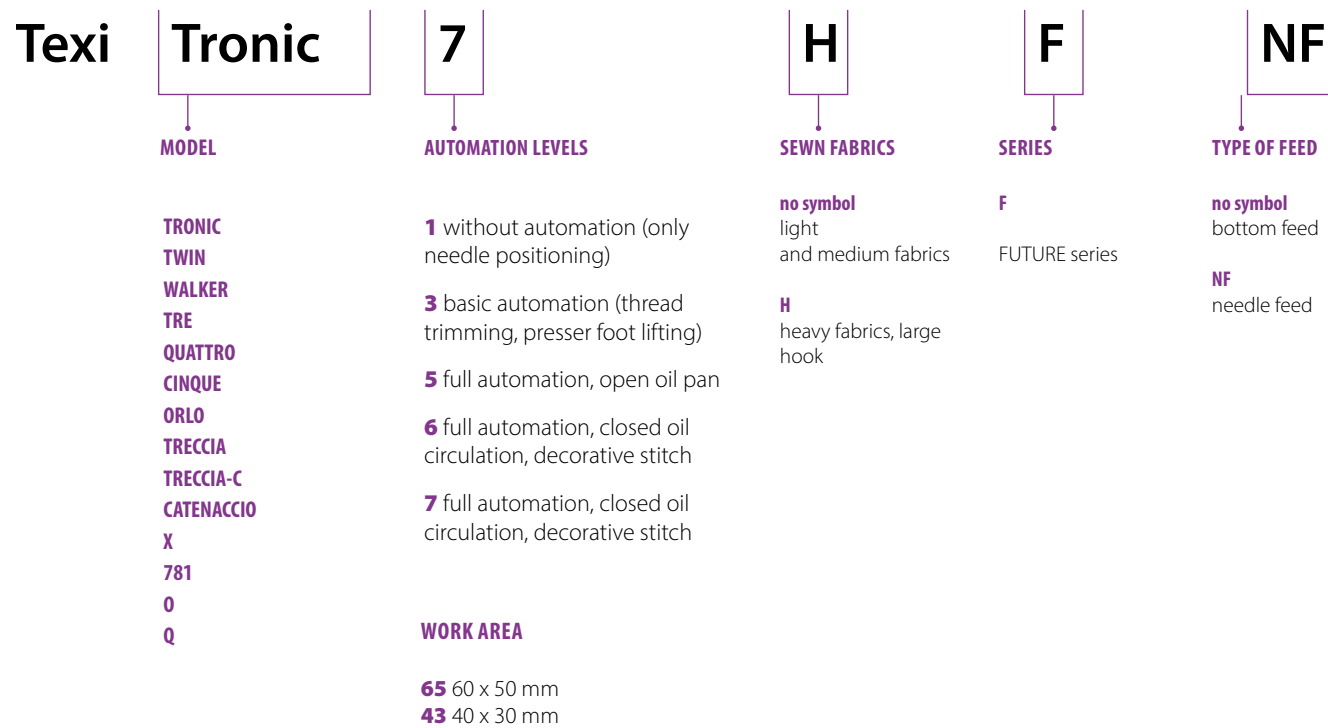 Texi Tronic 7 H F NF
MODEL
TRONIC
TWIN
WALKER
TRE
QUATTRO
CINQUE
ORLO
TRECCIA
TRECCIA-C
CATENACCIO
X
781
O
Q
AUTOMATION LEVELS
1 without automation (only
needle positioning)
3 basic automation (thread
trimming, presser foot lifting)
5 full automation, open oil pan
6 full automation, closed oil
circulation, decorative stitch
7 full automation, closed oil
circulation, decorative stitch
WORK AREA
65 60 x 50 mm
43 40 x 30 mm
SEWN FABRICS
no symbol
light
and medium fabrics
H
heavy fabrics, large
hook
SERIES
F
FUTURE series
TYPE OF FEED
no symbol
bottom feed
NF
needle feed